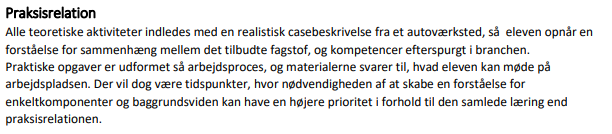 Praksisrelation
Alle teoretiske aktiviteter indledes med en realistisk casebeskrivelse fra et autoværksted, så eleven opnår en
forståelse for sammenhæng mellem det tilbudte fagstof, og kompetencer efterspurgt i branchen.
Praktiske opgaver er udformet så arbejdsproces, og materialerne svarer til, hvad eleven kan møde på
arbejdspladsen. Der vil dog være tidspunkter, hvor nødvendigheden af at skabe en forståelse for
enkeltkomponenter og baggrundsviden kan have en højere prioritet i forhold til den samlede læring end
praksisrelationen.